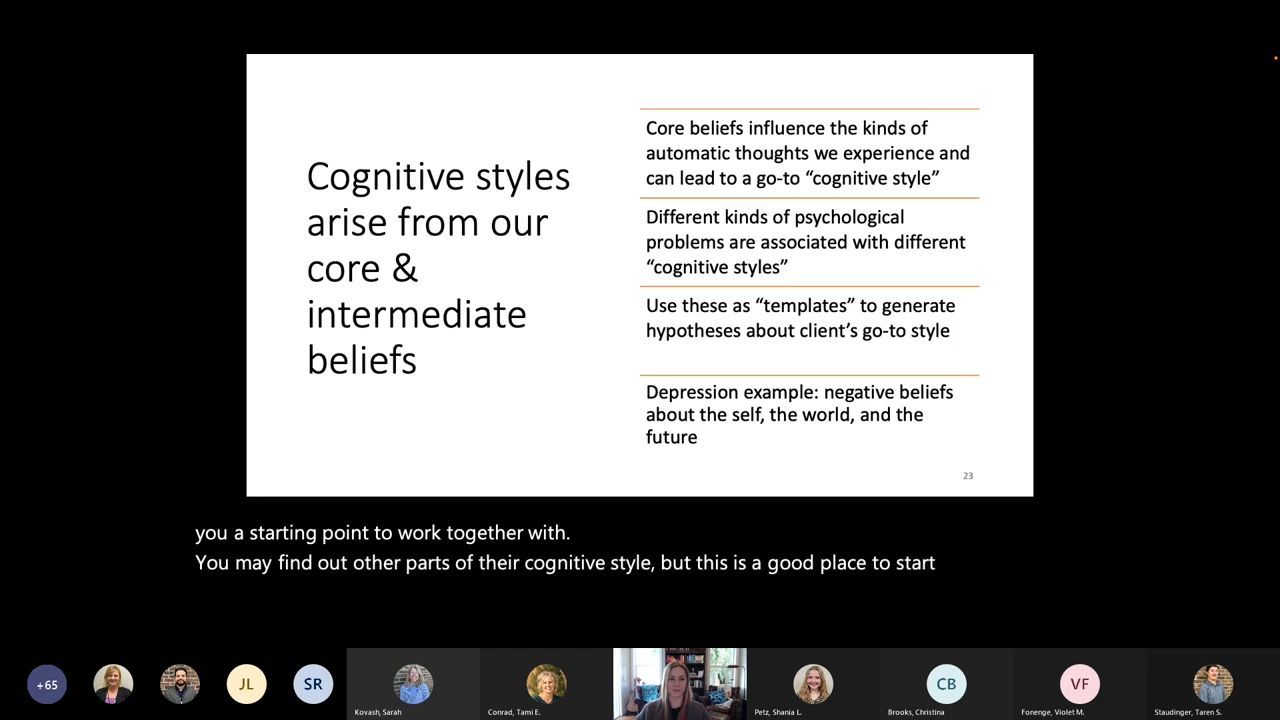 Cognitive styles
arise from our
core &
intermediate
beliefs
Core beliefs influence the kinds of
automatic thoughts we experience and
can lead to a go-to “cognitive style”
Different kinds of psychological
problems are associated with different
“cognitive styles”
Use these as “templates” to generate
hypotheses about client’s go-to style
Depression example: negative beliefs
about the self, the world, and the
future
23
you a starting point to work together with.
You may find out other parts of their cognitive style, but this is a good place to start
+65
JL
SR
Kovash, Sarah
Conrad, Tami E.
Petz, Shania L.
CB
Brooks, Christina
VF
Fonenge, Violet M.
Staudinger, Taren S.